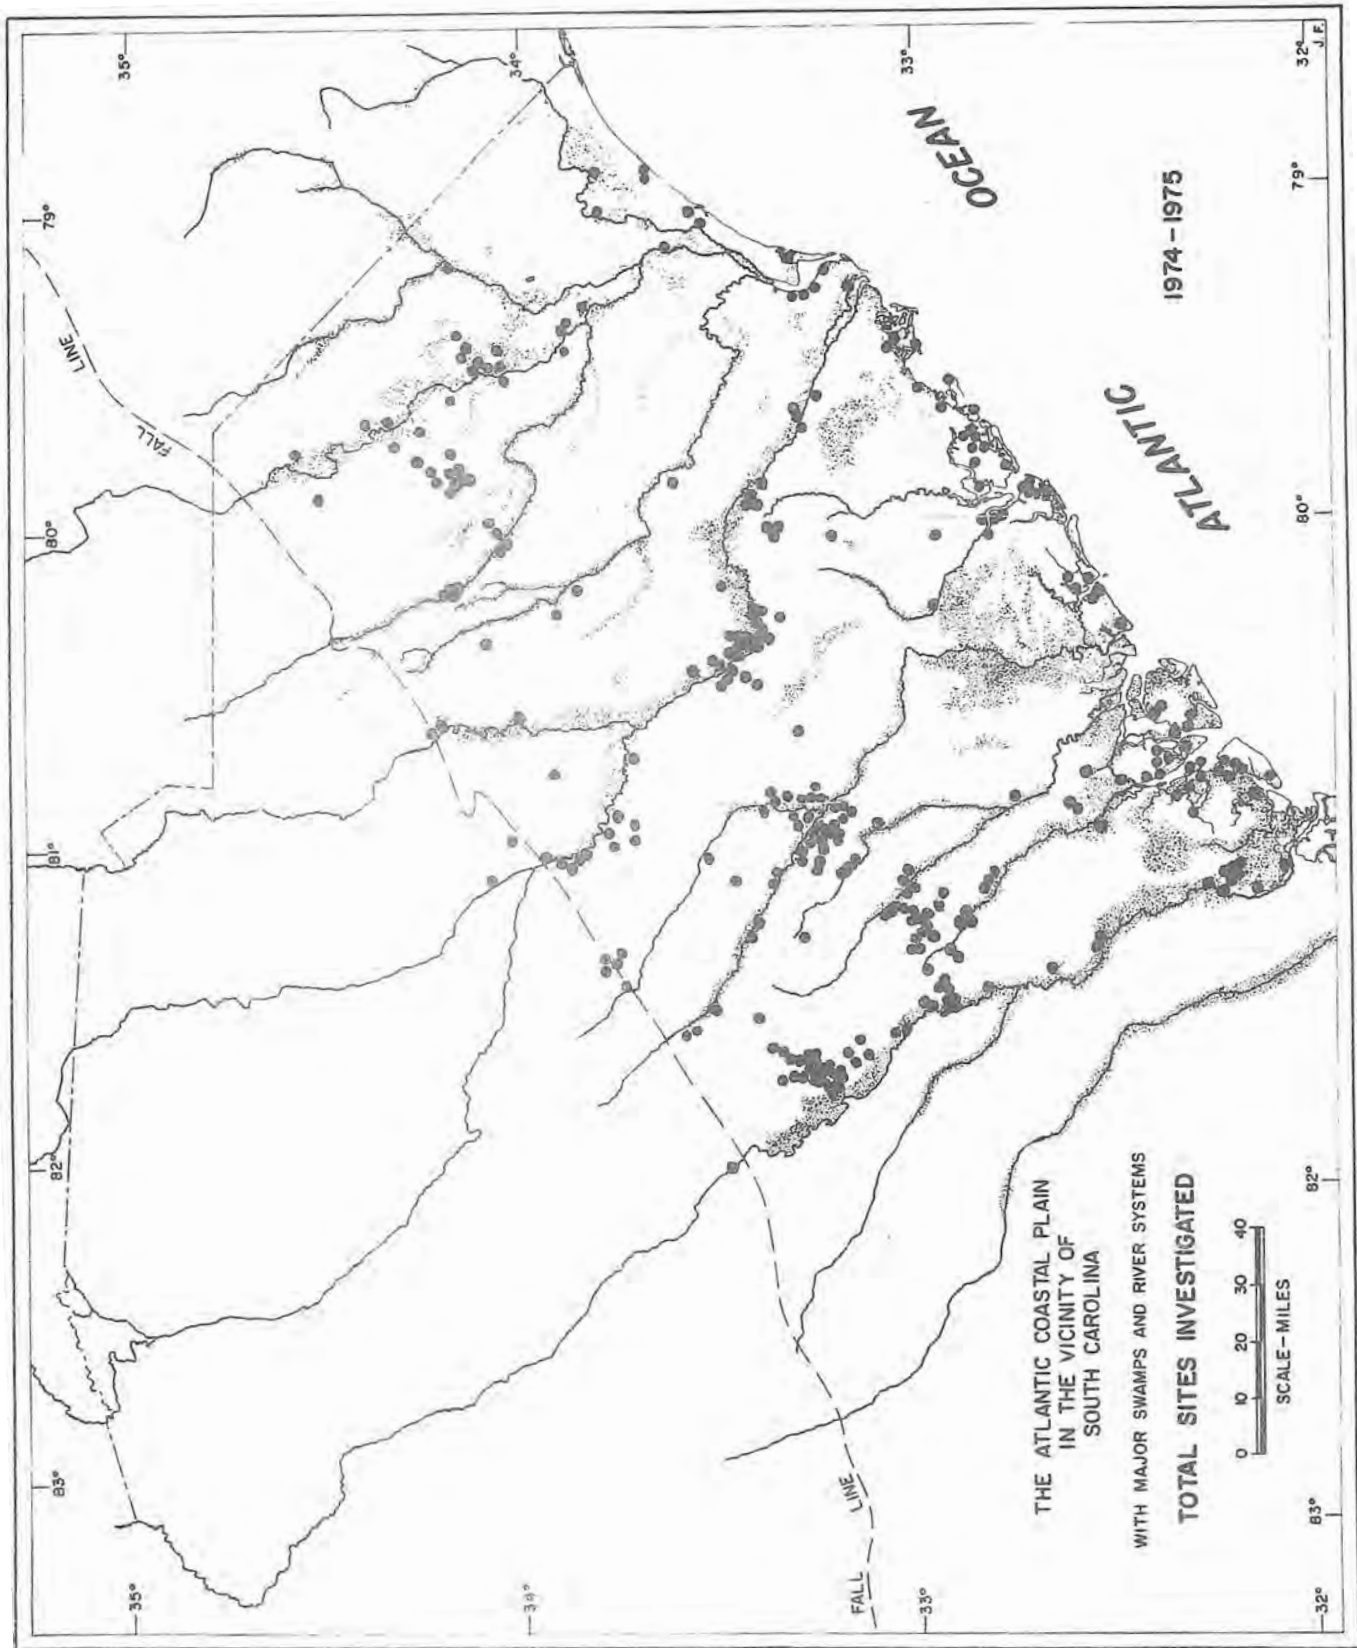 83°
82°
81°
80°
79°
35°
35°
FALL
LINE
34°
34°
THE ATLANTIC COASTAL PLAIN
IN THE VICINITY OF
SOUTH CAROLINA
WITH MAJOR SWAMPS AND RIVER SYSTEMS
TOTAL SITES INVESTIGATED
0 10 20 30 40
SCALE-MILES
FALL
LINE
33°
33°
OCEAN
ATLANTIC
1974-1975
32°
32°
83°
82°
80°
79°
J.F.